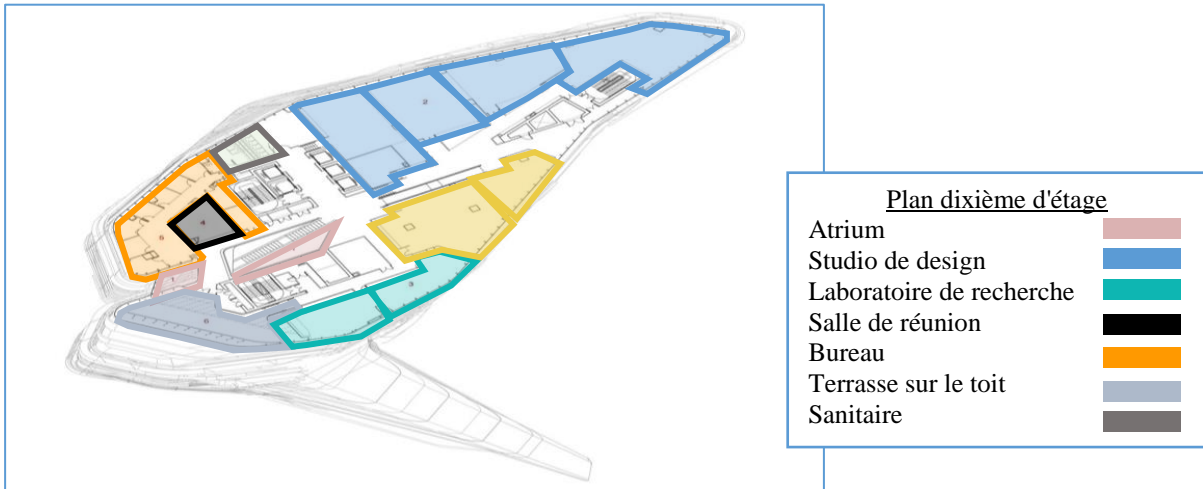 Plan dixième d'étage
Atrium
Studio de design
Laboratoire de recherche
Salle de réunion
Bureau
Terrasse sur le toit
Sanitaire